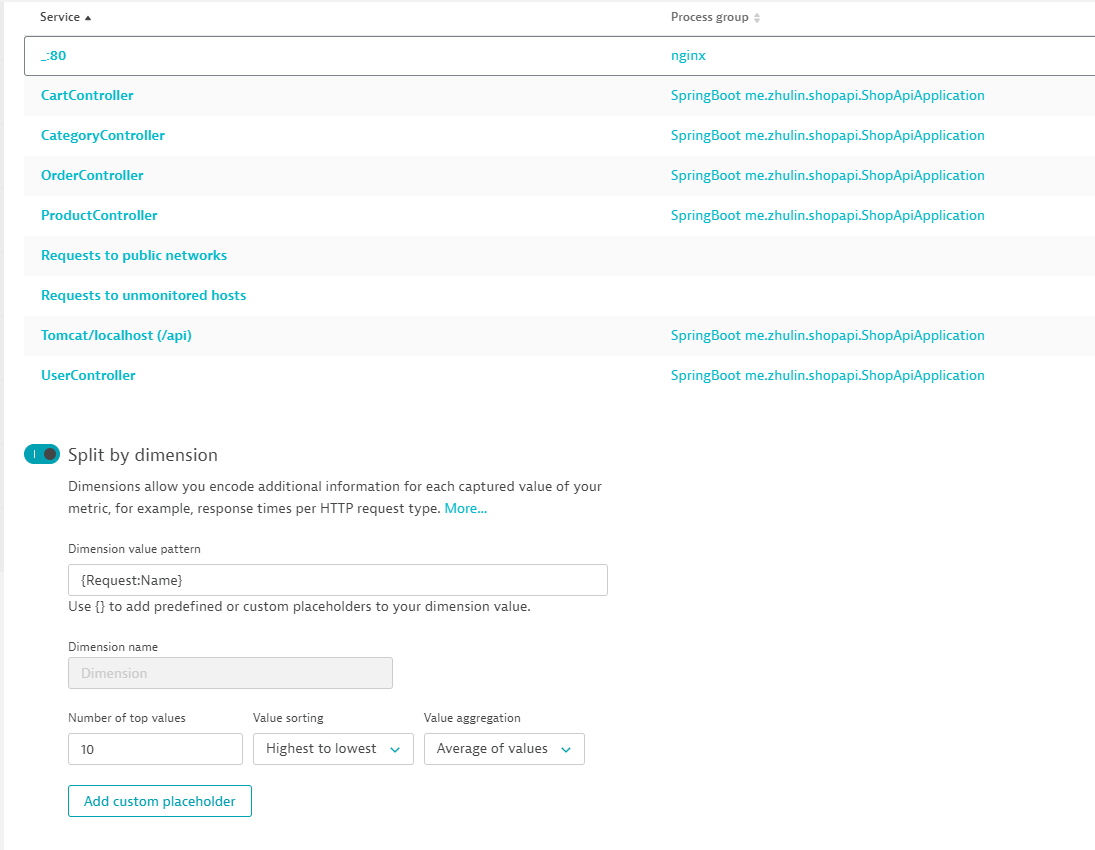 Service Process group
_:80 nginx
CartController SpringBoot me.zhulin.shopapi.ShopApiApplication
CategoryController SpringBoot me.zhulin.shopapi.ShopApiApplication
OrderController SpringBoot me.zhulin.shopapi.ShopApiApplication
ProductController SpringBoot me.zhulin.shopapi.ShopApiApplication
Requests to public networks
Requests to unmonitored hosts
Tomcat/localhost (/api) SpringBoot me.zhulin.shopapi.ShopApiApplication
UserController SpringBoot me.zhulin.shopapi.ShopApiApplication
Split by dimension
Dimensions allow you encode additional information for each captured value of your
metric, for example, response times per HTTP request type. More...
Dimension value pattern
{Request:Name}
Use {} to add predefined or custom placeholders to your dimension value.
Dimension name
Dimension
Number of top values Value sorting Value aggregation
10 Highest to lowest Average of values
Add custom placeholder